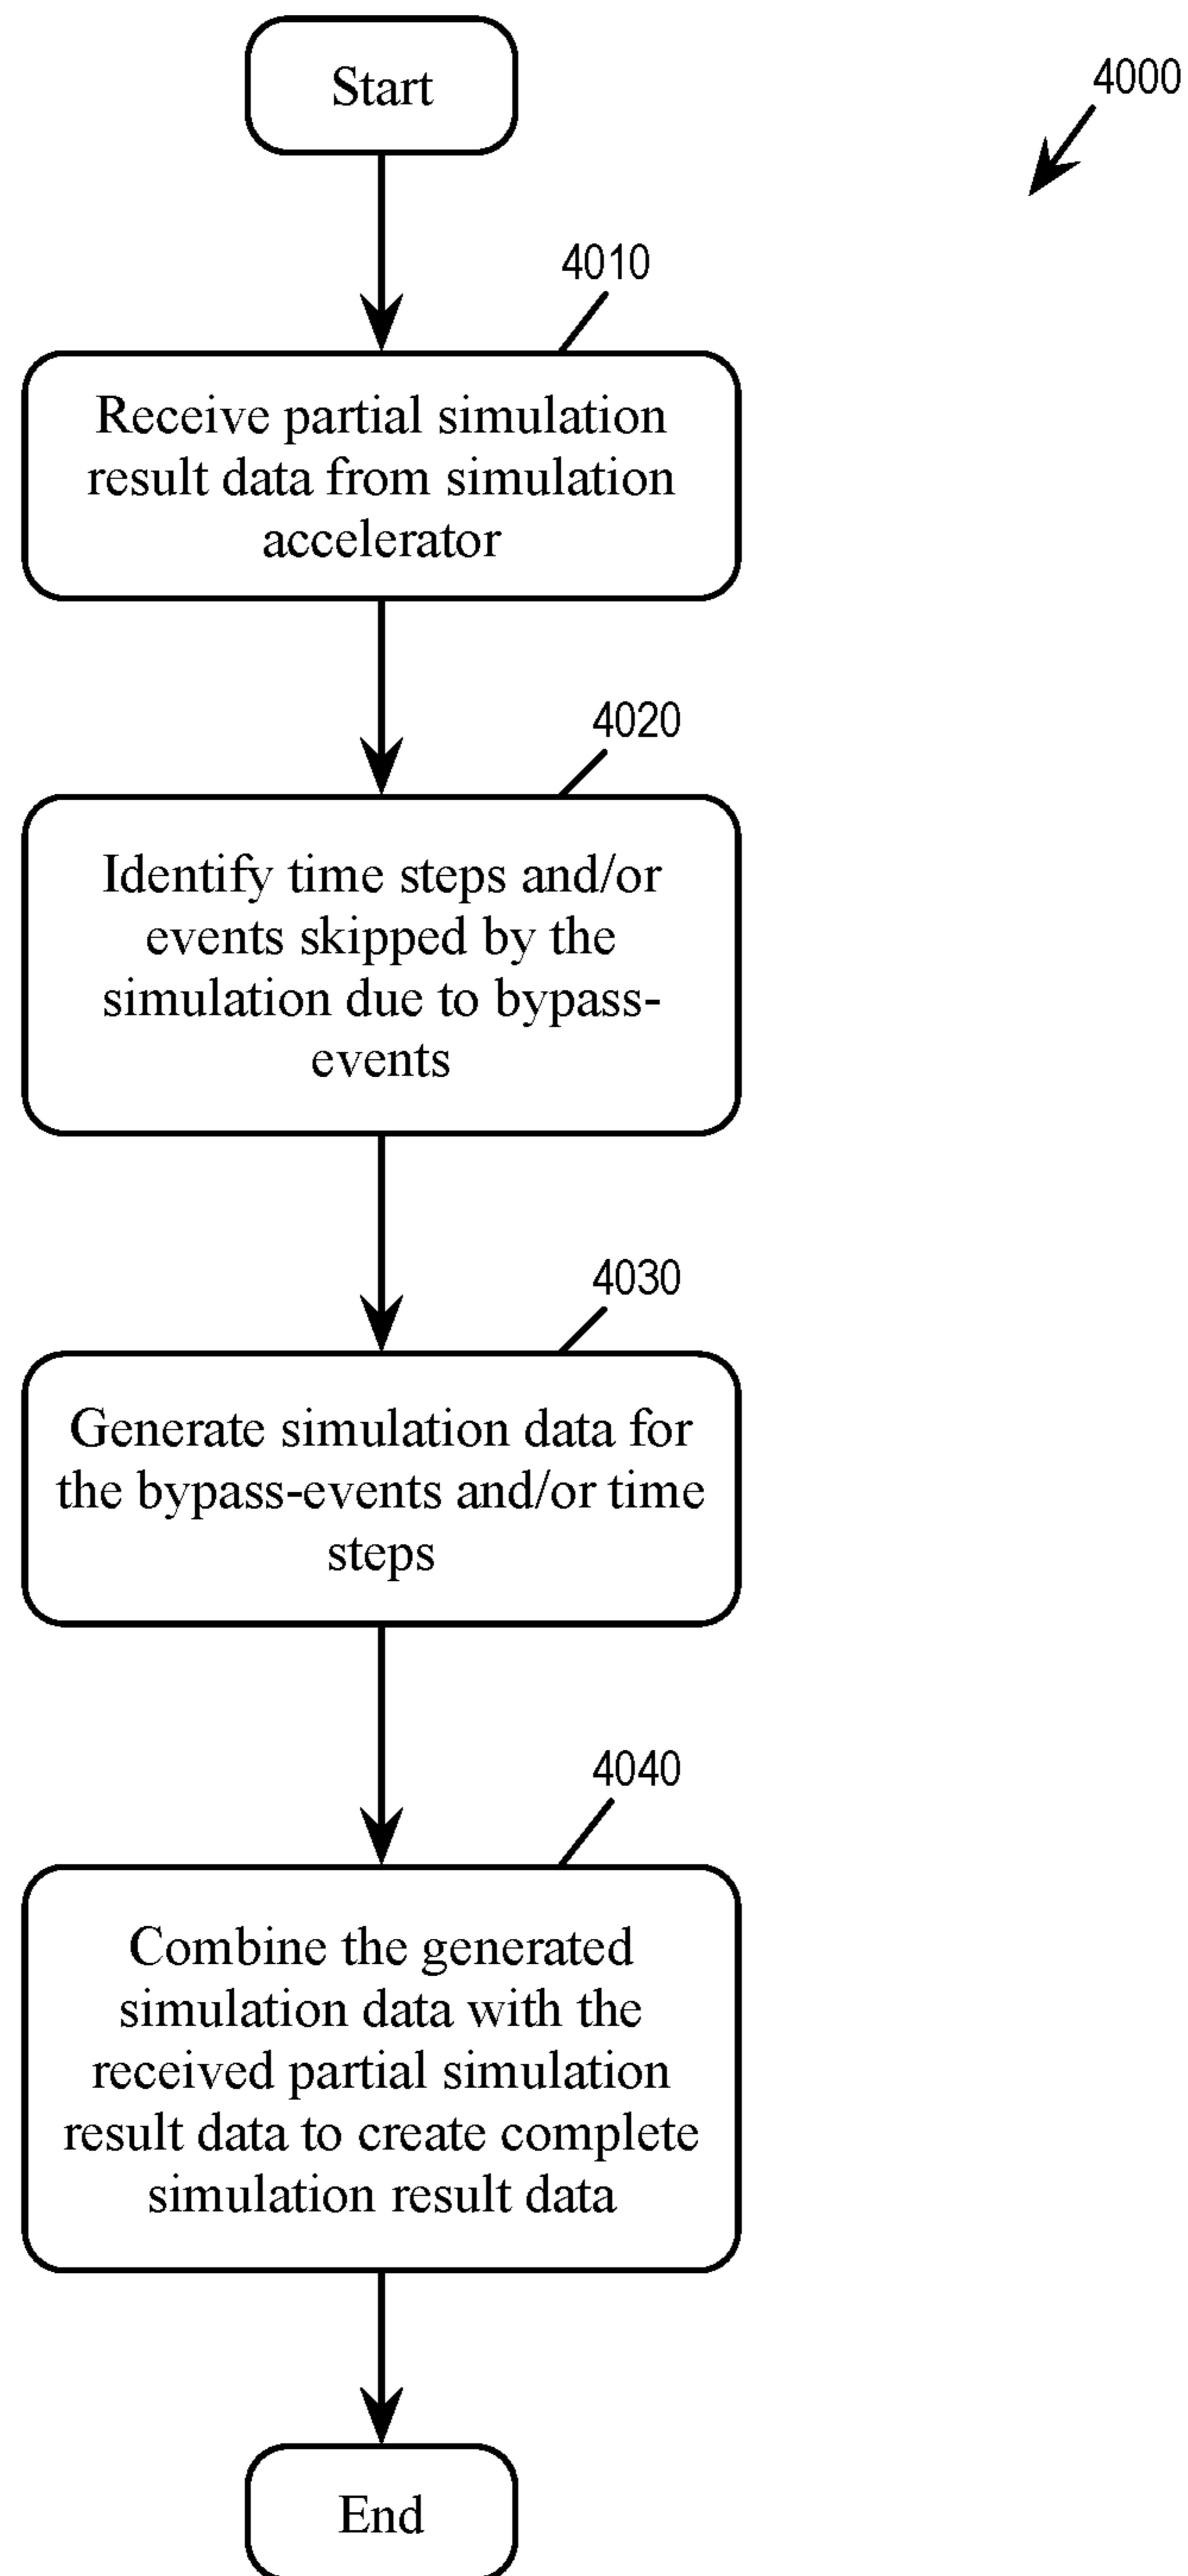 Start
4000
4010
Receive partial simulation
result data from simulation
accelerator
4020
Identify time steps and/or
events skipped by the
simulation due to bypass-
events
4030
Generate simulation data for
the bypass-events and/or time
steps
4040
Combine the generated
simulation data with the
received partial simulation
result data to create complete
simulation result data
End